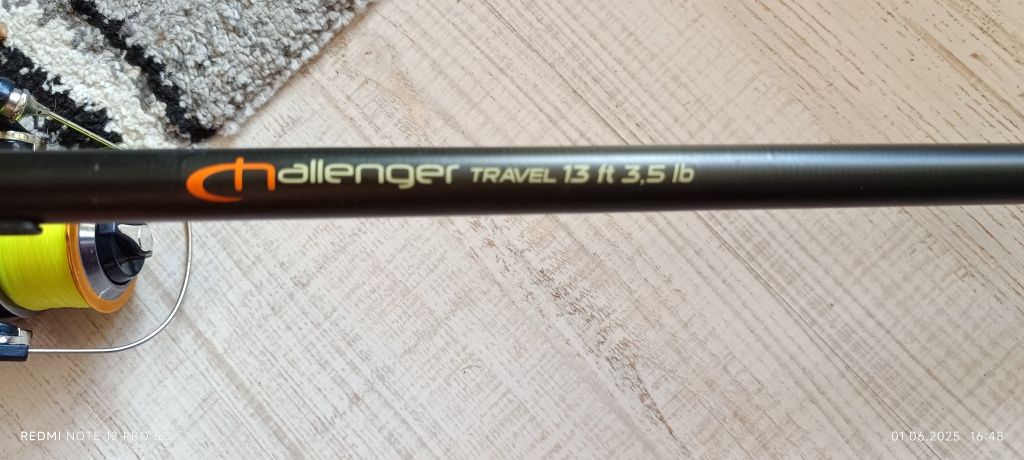 challenger TRAVEL 13 ft 3,5 lb
REDMI NOTE 12 PRO 5G
01.06.2025 16:48